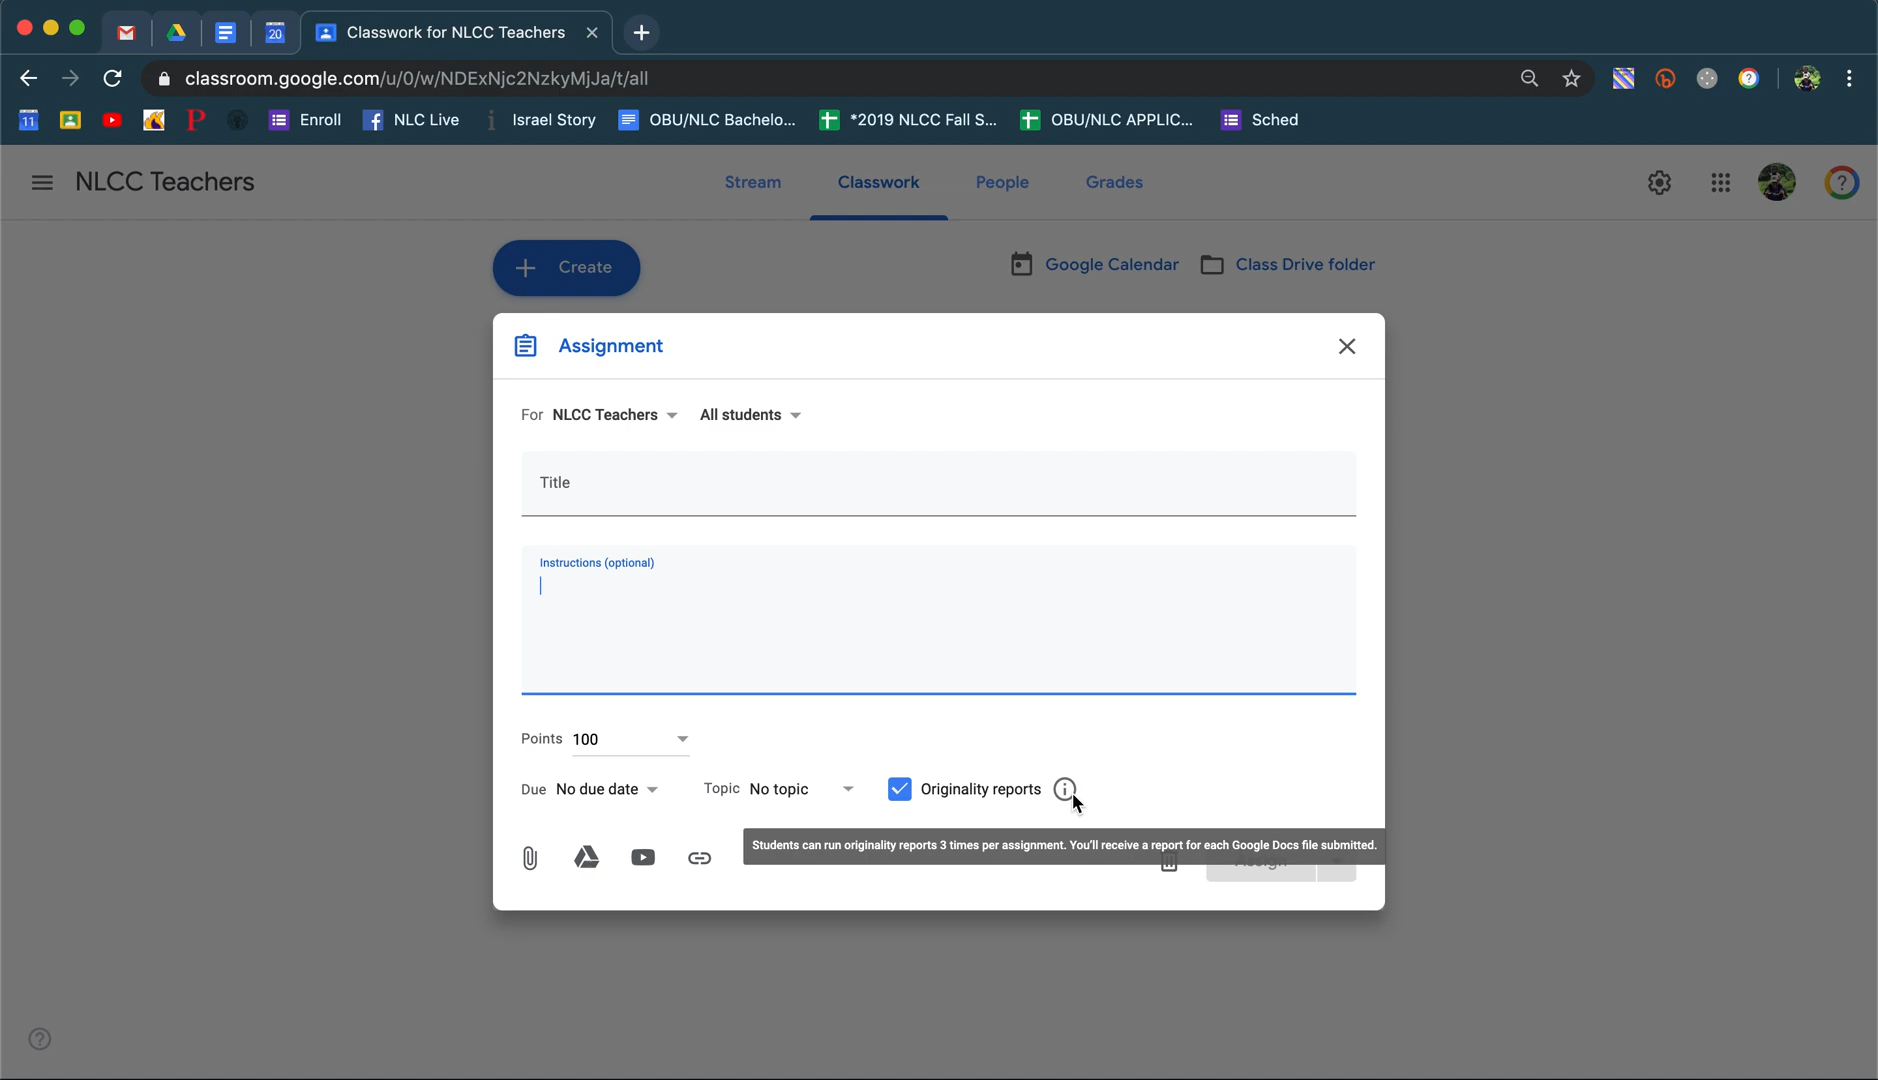 20
Classwork for NLCC Teachers
classroom.google.com/u/0/w/NDExNjc2NzkyMjJa/t/all
11
P
Enroll
NLC Live
Israel Story
OBU/NLC Bachelo...
*2019 NLCC Fall S...
OBU/NLC APPLIC...
Sched
NLCC Teachers
Stream
Classwork
People
Grades
Create
Google Calendar
Class Drive folder
Assignment
For NLCC Teachers
All students
Title
Instructions (optional)
Points 100
Due No due date
Topic No topic
Originality reports
Students can run originality reports 3 times per assignment. You'll receive a report for each Google Docs file submitted.
Assign